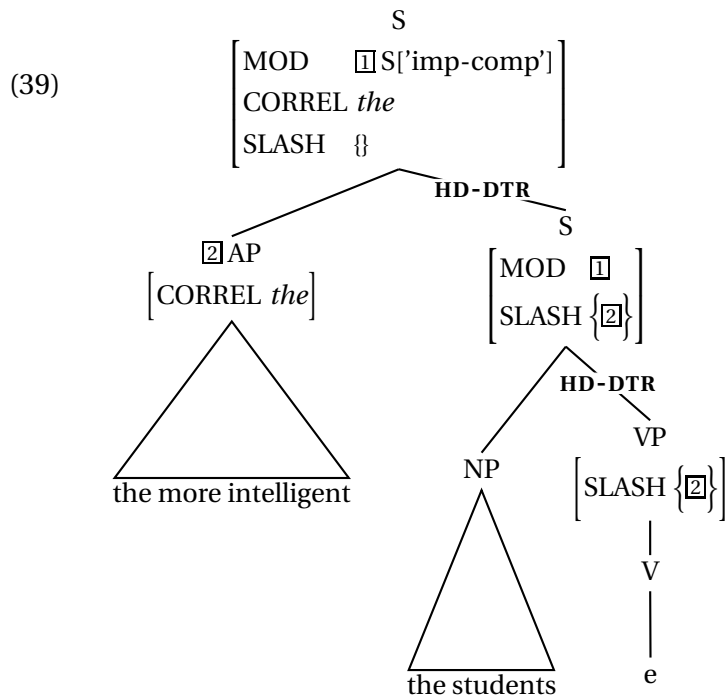 S
(39)
MOD 1 S['imp-comp']
CORREL the
SLASH {}
HD-DTR
2 AP
S
[CORREL the]
MOD 1
SLASH {2}
HD-DTR
VP
NP
[SLASH {2}]
the more intelligent
V
the students
e